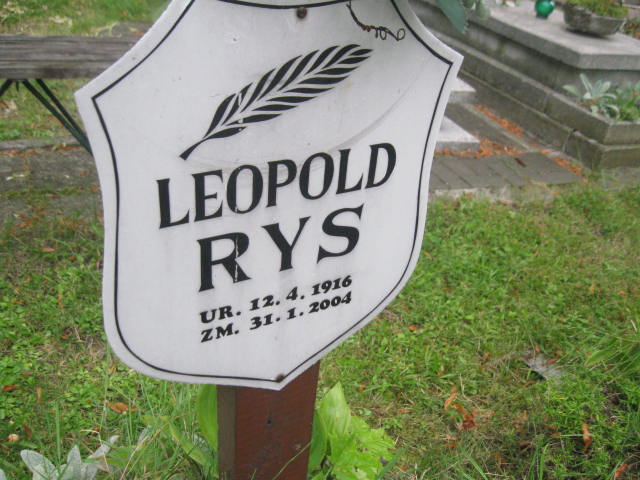 LEOPOLD
RYS
UR. 12. 4. 1916
ZM. 31. 1. 2004